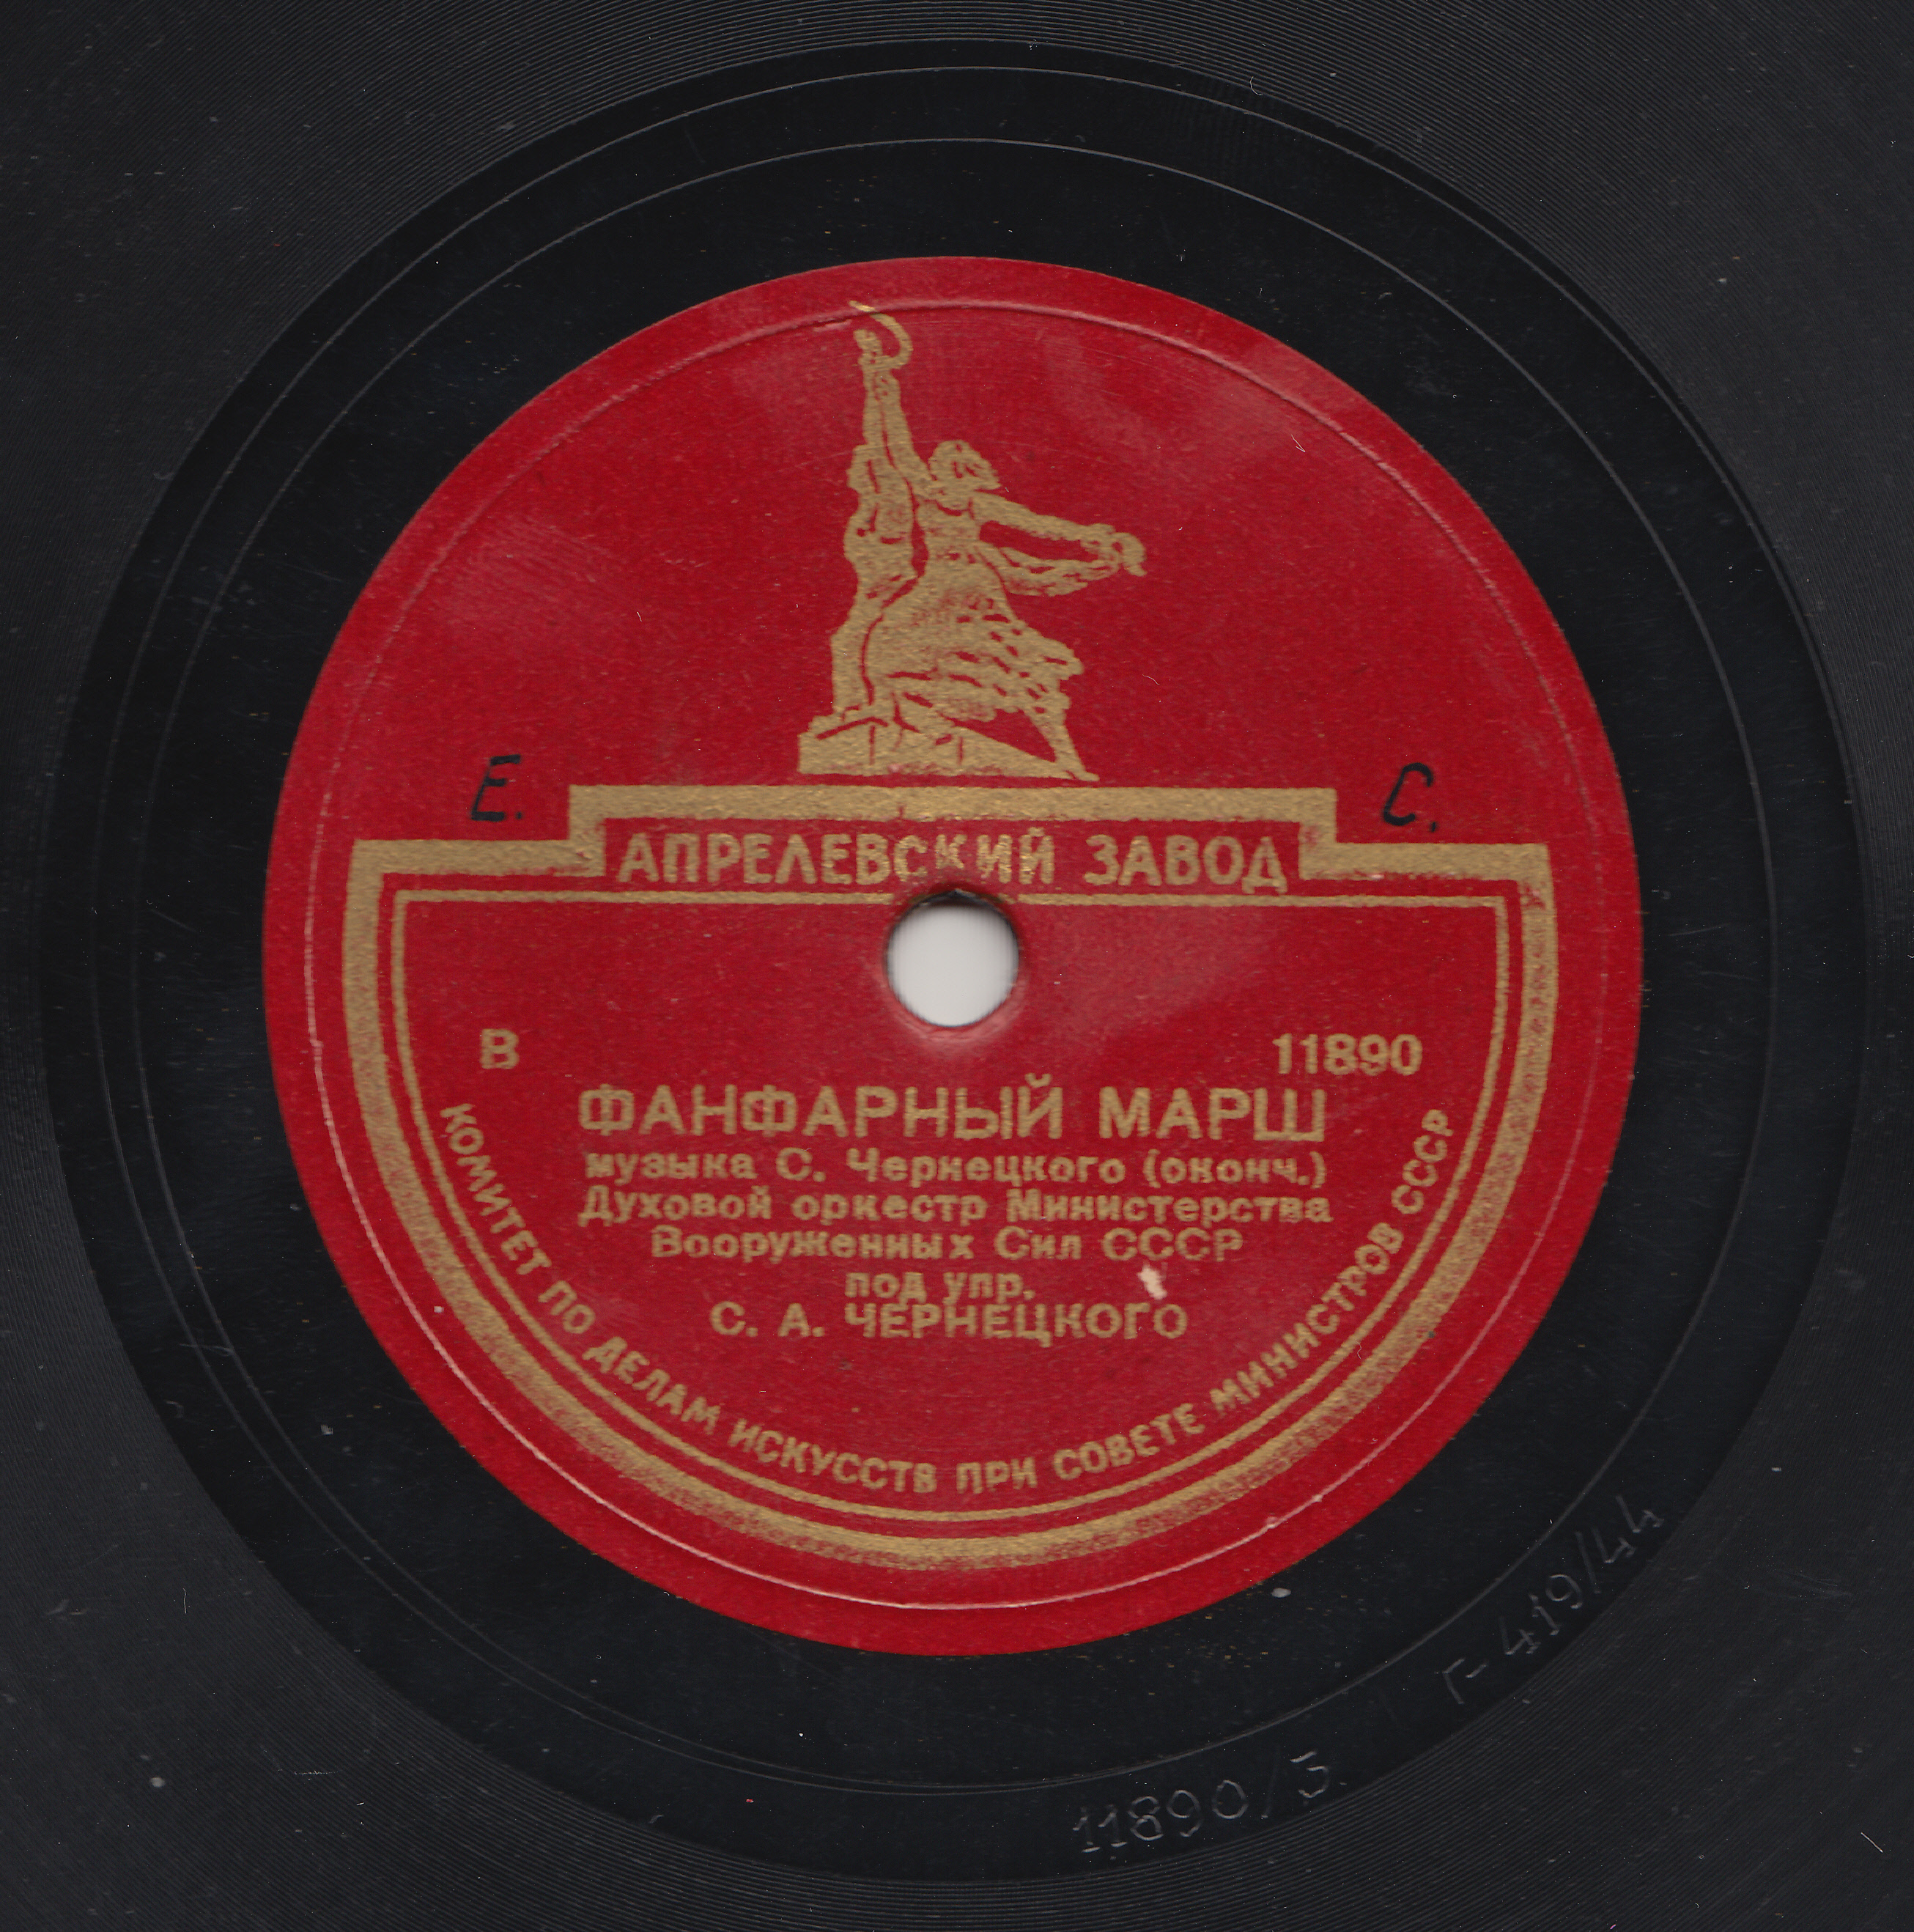 Е. С.
АПРЕЛЕВСКИЙ ЗАВОД
В 11890
ФАНФАРНЫЙ МАРШ
музыка С. Чернецкого (оконч.)
Духовой оркестр Министерства
Вооруженных Сил СССР
под упр.
С. А. ЧЕРНЕЦКОГО
КОМИТЕТ ПО ДЕЛАМ ИСКУССТВ ПРИ СОВЕТЕ МИНИСТРОВ СССР
11890/3
Г-419/44